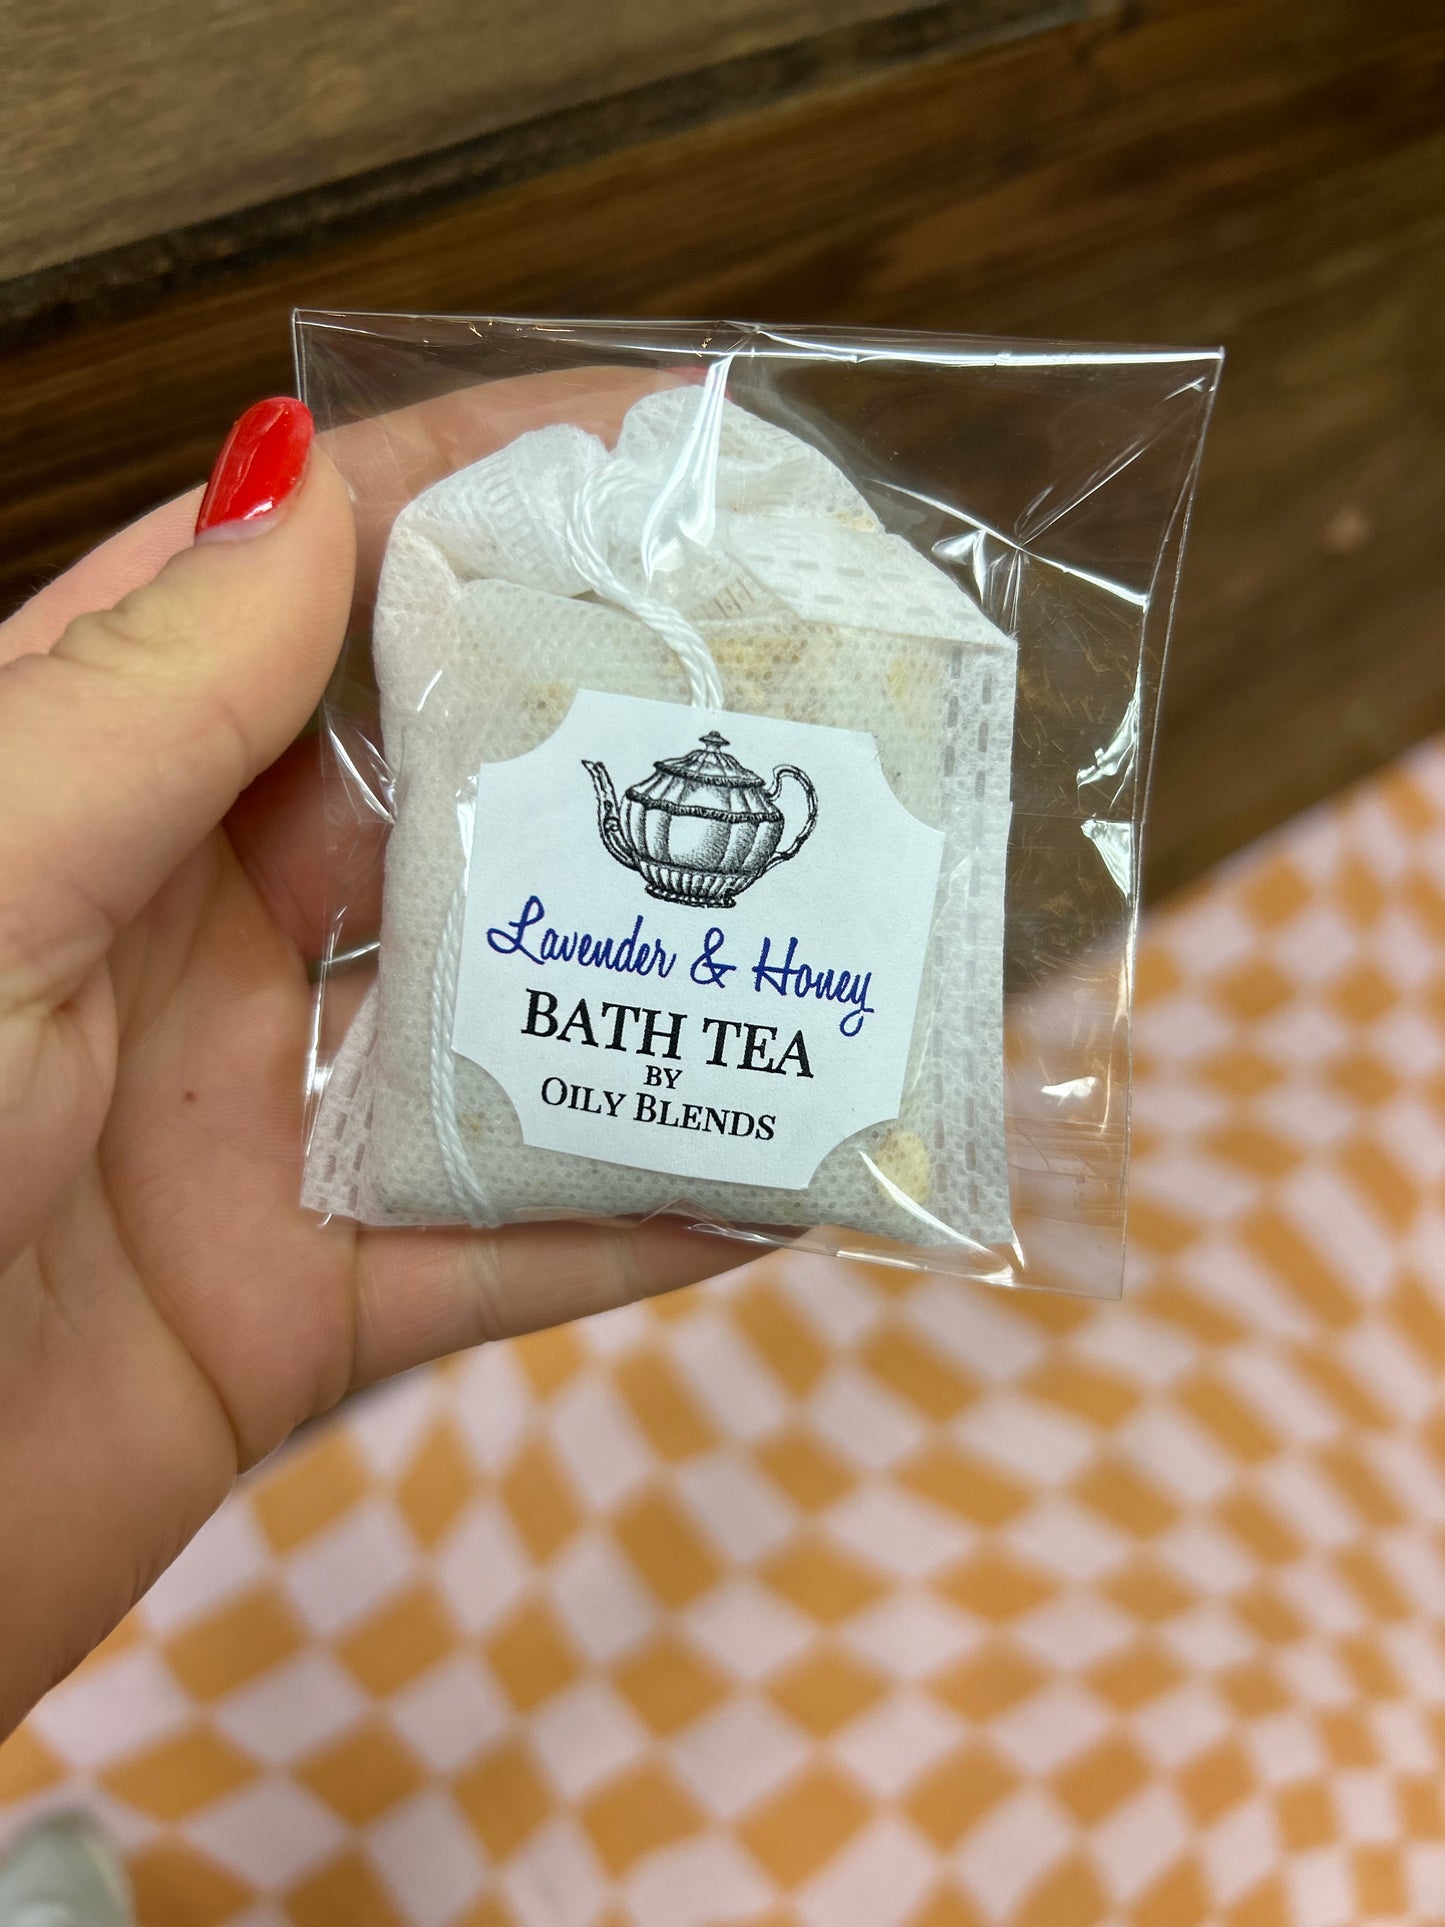 Lavender & Honey
BATH TEA
BY
OILY BLENDS